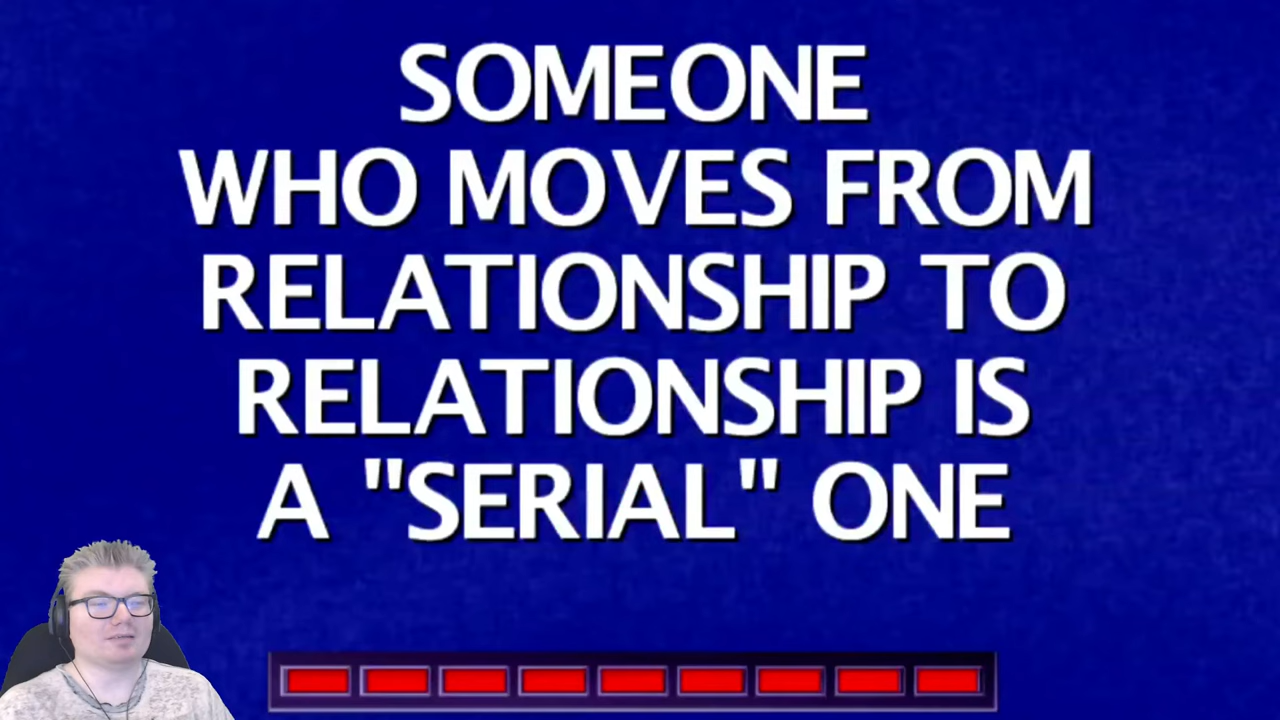 SOMEONE
WHO MOVES FROM
RELATIONSHIP TO
RELATIONSHIP IS
A "SERIAL" ONE